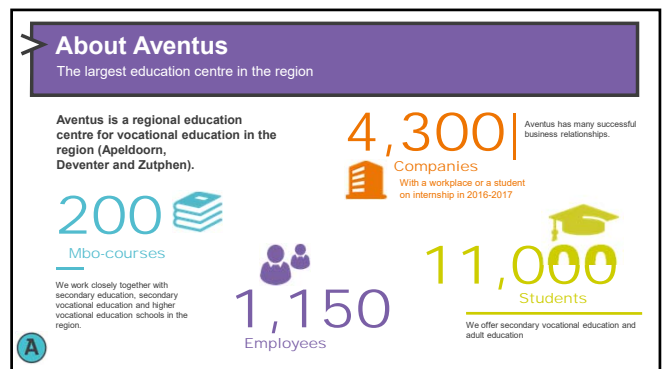 About Aventus
The largest education centre in the region
Aventus is a regional education
centre for vocational education in the
region (Apeldoorn,
Deventer and Zutphen).
4,300
Companies
With a workplace or a student
on internship in 2016-2017
Aventus has many successful
business relationships.
200
Mbo-courses
We work closely together with
secondary education, secondary
vocational education and higher
vocational education schools in the
region.
1,150
Employees
11,000
Students
We offer secondary vocational education and
adult education
A